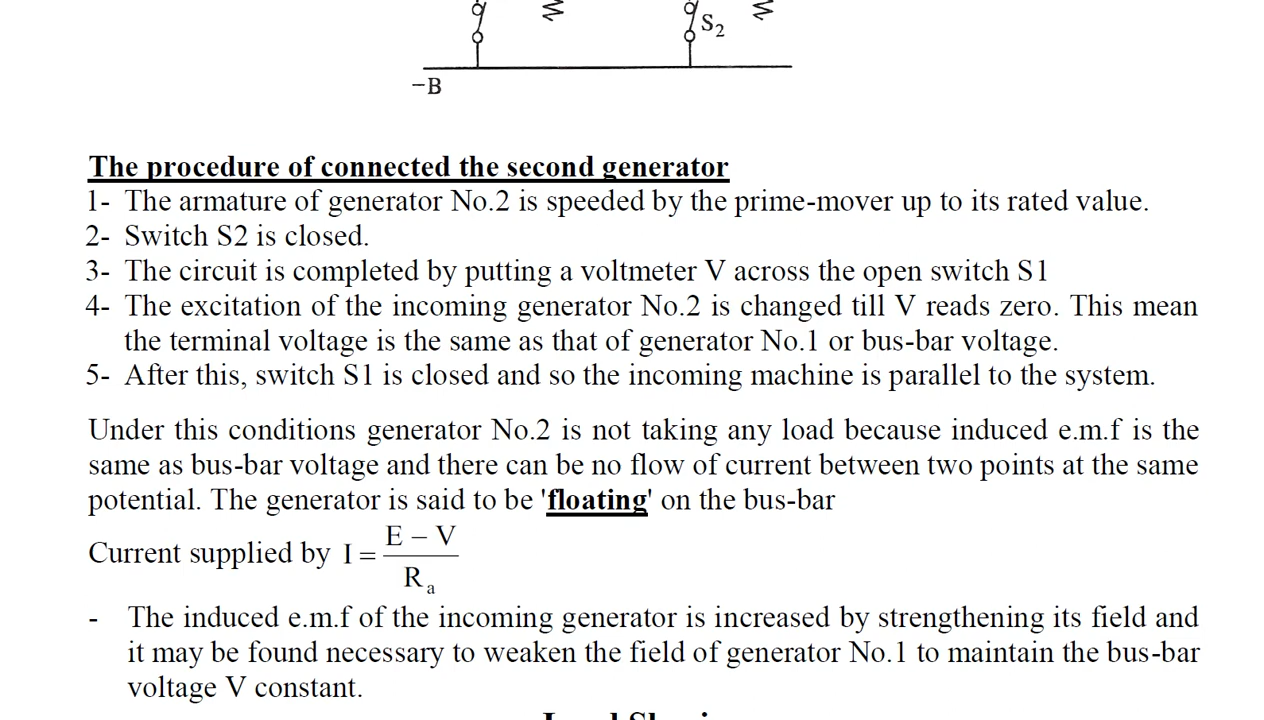 S2
-B
The procedure of connected the second generator
1- The armature of generator No.2 is speeded by the prime-mover up to its rated value.
2- Switch S2 is closed.
3- The circuit is completed by putting a voltmeter V across the open switch S1
4- The excitation of the incoming generator No.2 is changed till V reads zero. This mean
the terminal voltage is the same as that of generator No.1 or bus-bar voltage.
5- After this, switch S1 is closed and so the incoming machine is parallel to the system.
Under this conditions generator No.2 is not taking any load because induced e.m.f is the
same as bus-bar voltage and there can be no flow of current between two points at the same
potential. The generator is said to be 'floating' on the bus-bar
Current supplied by I = (E – V) / Ra
- The induced e.m.f of the incoming generator is increased by strengthening its field and
it may be found necessary to weaken the field of generator No.1 to maintain the bus-bar
voltage V constant.